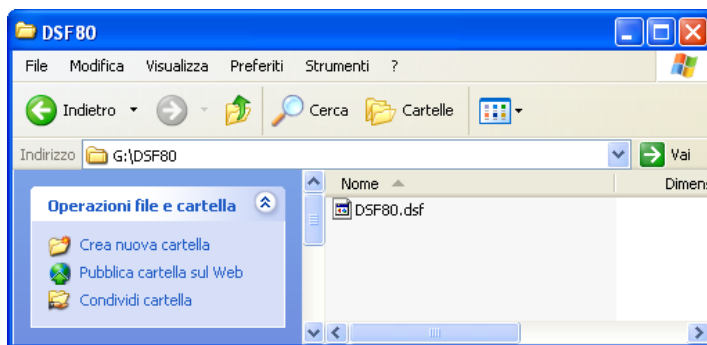 DSF80
File Modifica Visualizza Preferiti Strumenti ?
Indietro Cerca Cartelle
Indirizzo G:\DSF80 Vai
Operazioni file e cartella
Crea nuova cartella
Pubblica cartella sul Web
Condividi cartella
Nome Dimens
DSF80.dsf